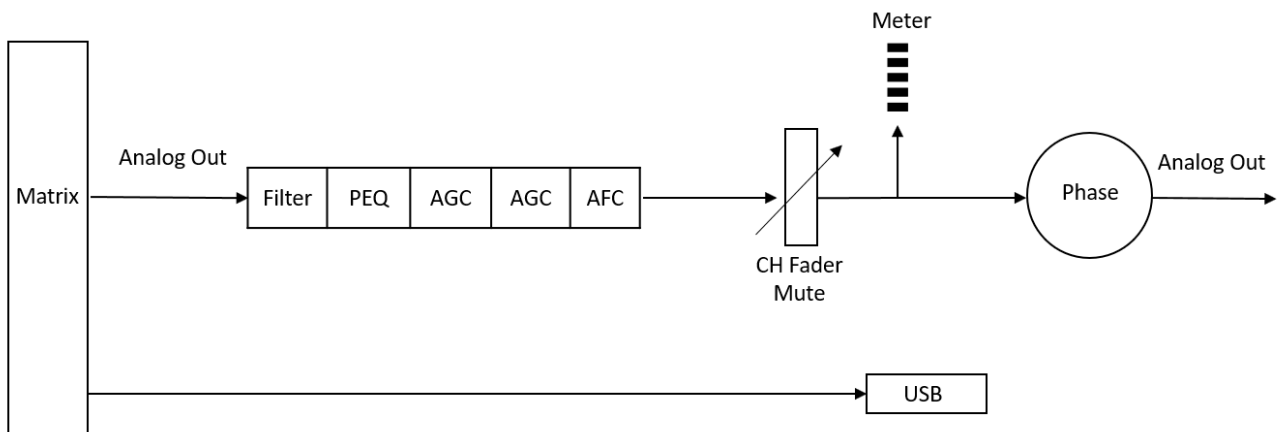 Meter
Analog Out
Analog Out
Matrix
Filter
PEQ
AGC
AGC
AFC
Phase
CH Fader
Mute
USB